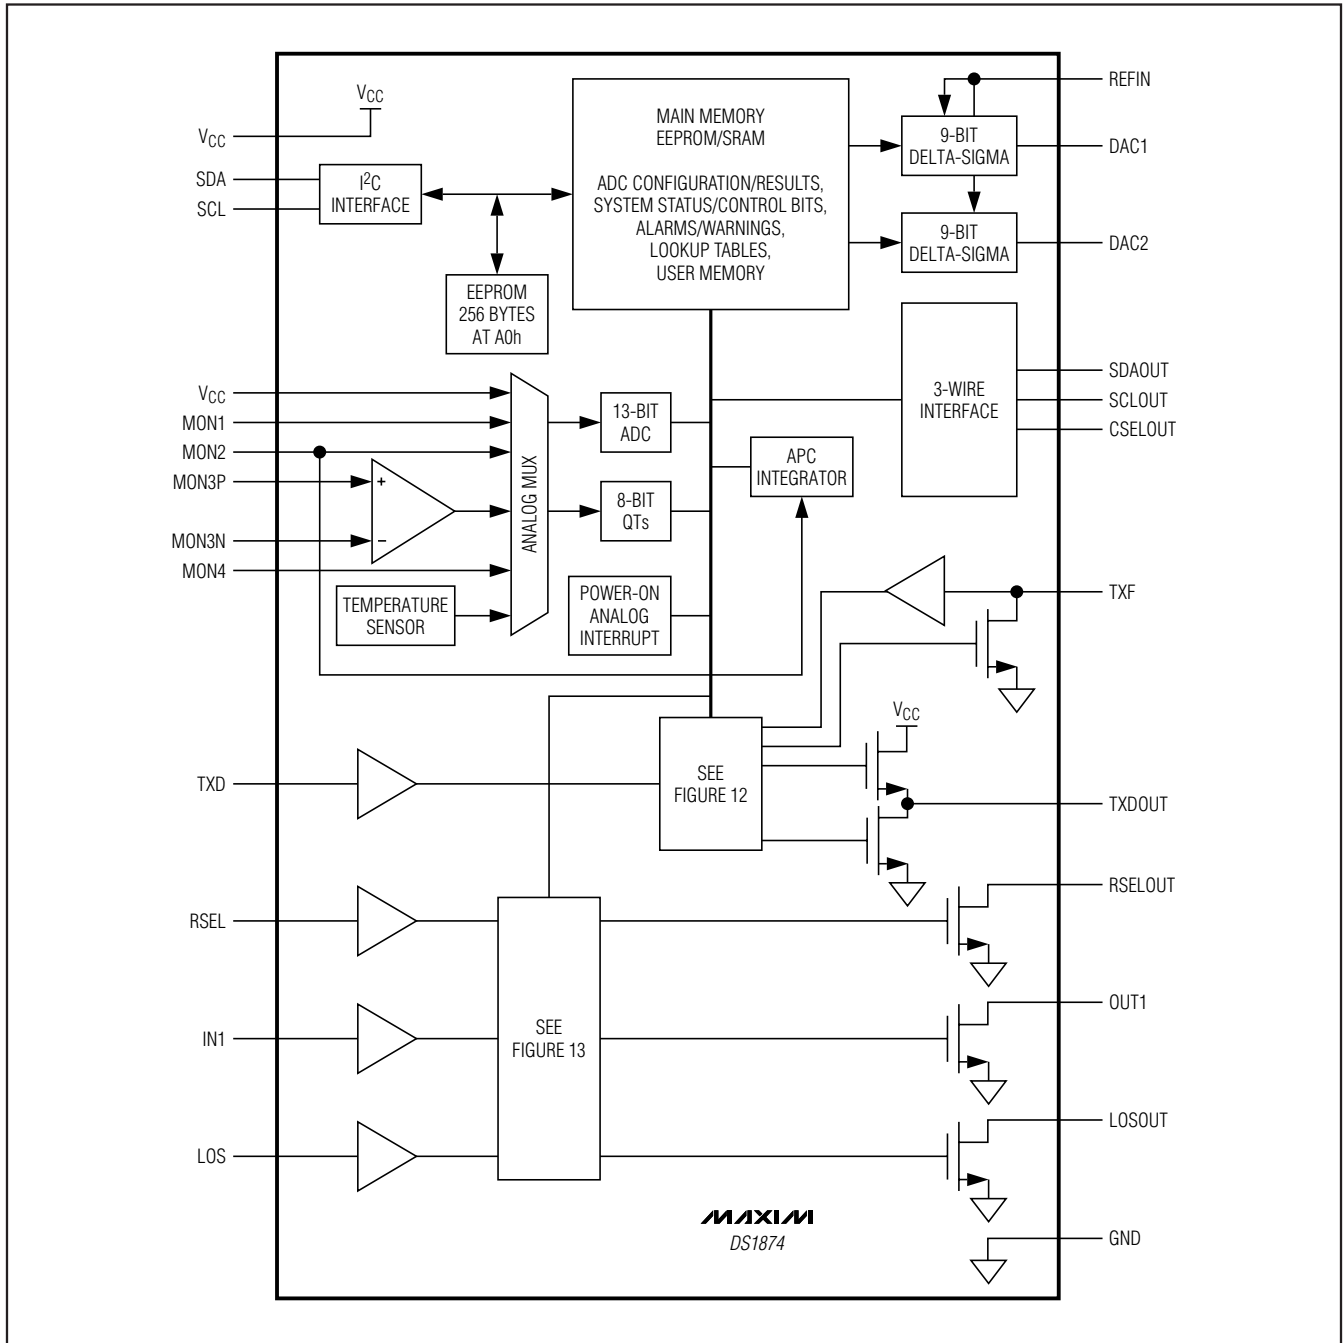 VCC
VCC
SDA
SCL
I2C
INTERFACE
EEPROM
256 BYTES
AT A0h
MAIN MEMORY
EEPROM/SRAM
ADC CONFIGURATION/RESULTS,
SYSTEM STATUS/CONTROL BITS,
ALARMS/WARNINGS,
LOOKUP TABLES,
USER MEMORY
9-BIT
DELTA-SIGMA
9-BIT
DELTA-SIGMA
REFIN
DAC1
DAC2
VCC
MON1
MON2
MON3P
MON3N
MON4
+
−
TEMPERATURE
SENSOR
ANALOG MUX
13-BIT
ADC
8-BIT
QTs
POWER-ON
ANALOG
INTERRUPT
APC
INTEGRATOR
3-WIRE
INTERFACE
SDAOUT
SCLOUT
CSELOUT
TXF
VCC
TXD
SEE
FIGURE 12
TXDOUT
RSEL
RSELOUT
IN1
SEE
FIGURE 13
OUT1
LOS
LOSOUT
MAXIM
DS1874
GND